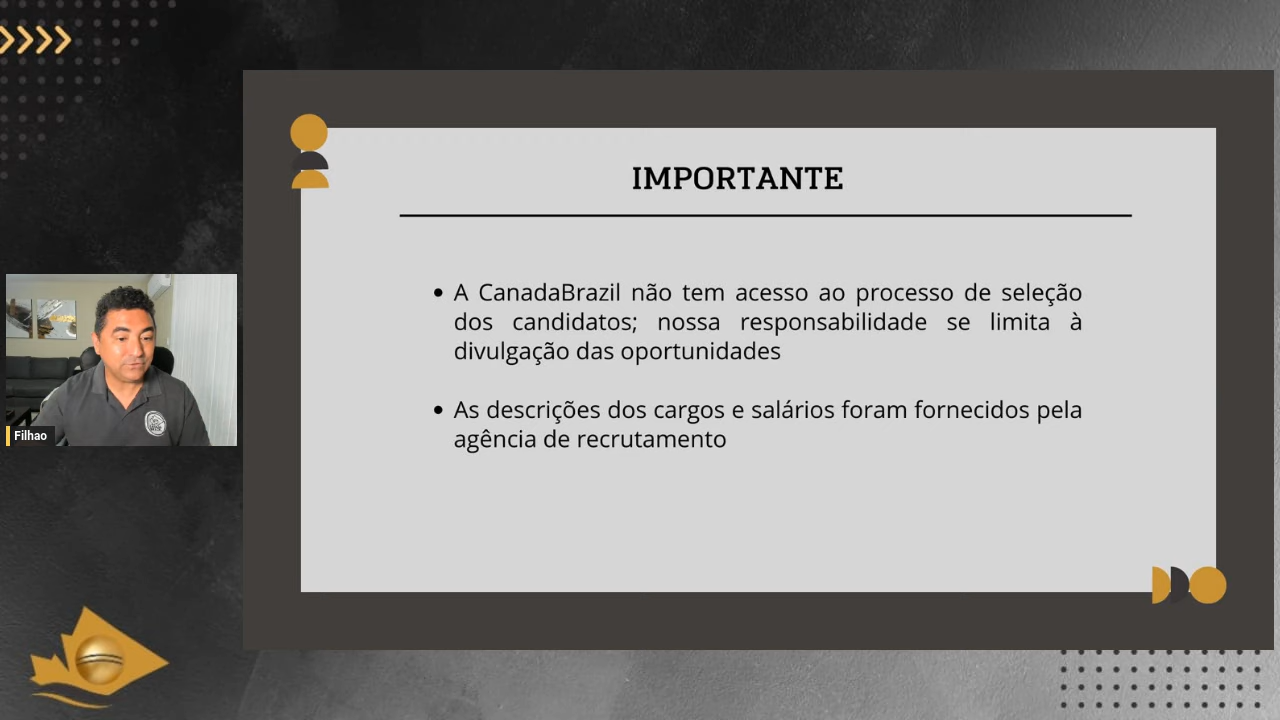 IMPORTANTE
• A CanadaBrazil não tem acesso ao processo de seleção
dos candidatos; nossa responsabilidade se limita à
divulgação das oportunidades
• As descrições dos cargos e salários foram fornecidos pela
agência de recrutamento
Filhao